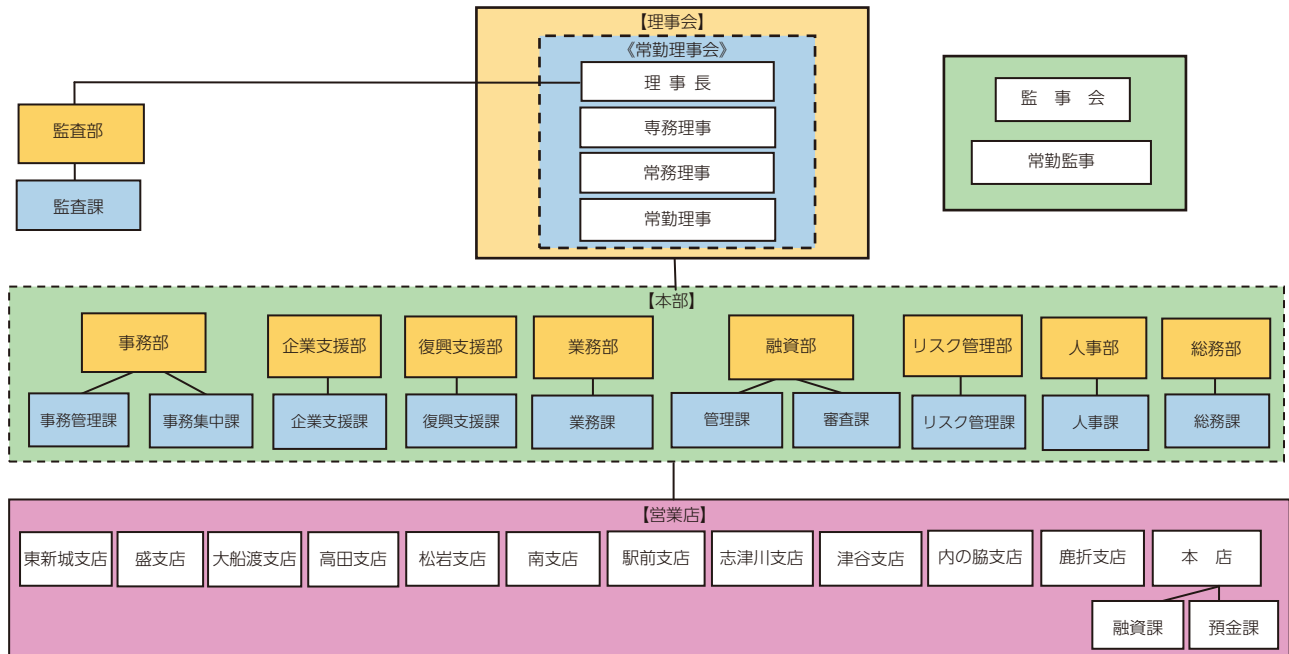 【理事会】
《常勤理事会》
理 事 長
専務理事
常務理事
常勤理事
監 事 会
常勤監事
監査部
監査課
【本部】
事務部
企業支援部
復興支援部
業務部
融資部
リスク管理部
人事部
総務部
事務管理課
事務集中課
企業支援課
復興支援課
業務課
管理課
審査課
リスク管理課
人事課
総務課
【営業店】
東新城支店
盛支店
大船渡支店
高田支店
松岩支店
南支店
駅前支店
志津川支店
津谷支店
内の脇支店
鹿折支店
本 店
融資課
預金課